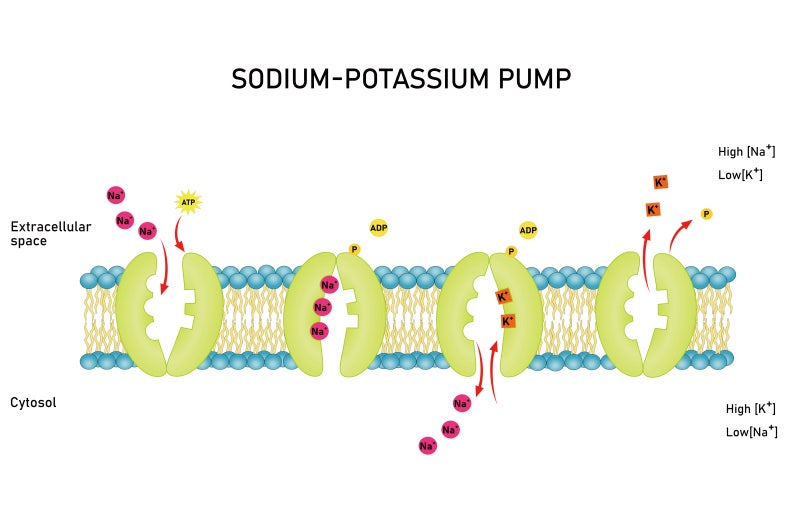 SODIUM-POTASSIUM PUMP
High [Na⁺]
Low[K⁺]
Extracellular
space
Na⁺
Na⁺
Na⁺
ATP
P
ADP
Na⁺
Na⁺
Na⁺
P
ADP
K⁺
K⁺
Na⁺
Na⁺
Na⁺
K⁺
K⁺
P
Cytosol
High [K⁺]
Low[Na⁺]